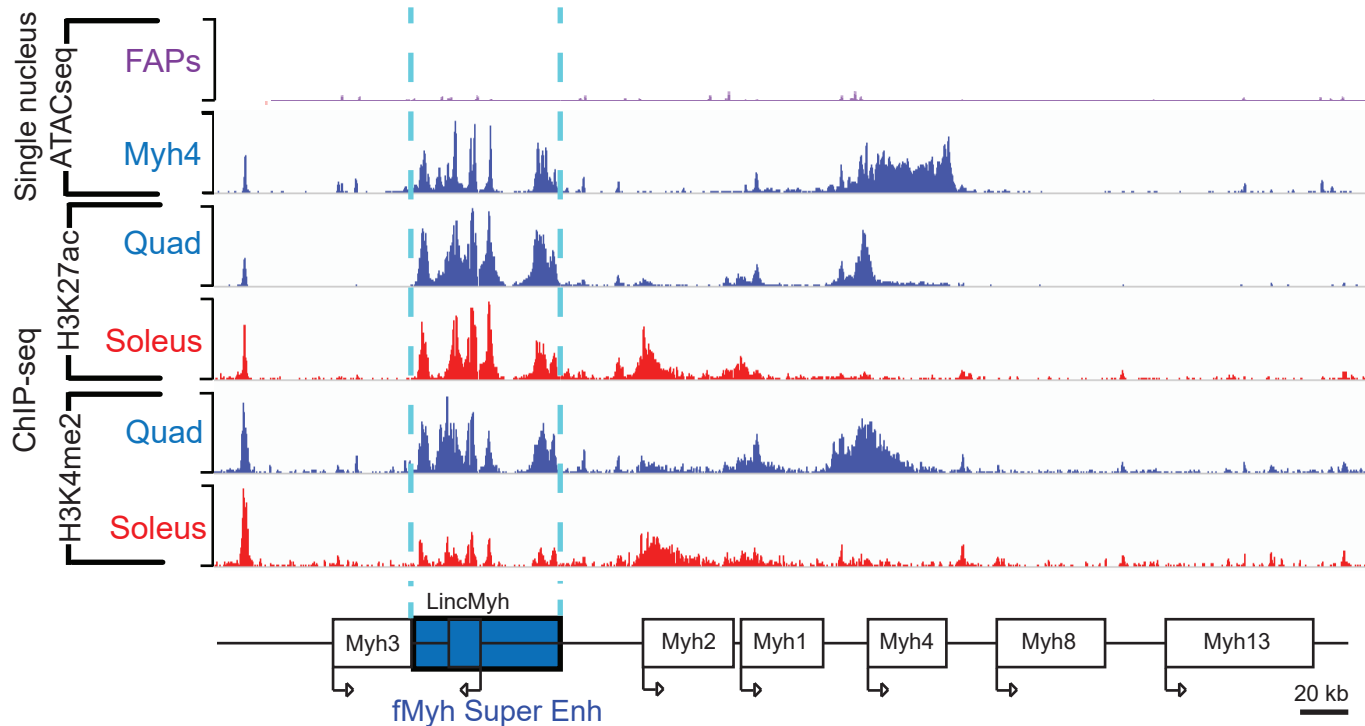 Single nucleus
ATACseq
FAPs
Myh4
ChIP-seq
H3K27ac
Quad
Soleus
H3K4me2
Quad
Soleus
LincMyh
Myh3
Myh2
Myh1
Myh4
Myh8
Myh13
fMyh Super Enh
20 kb